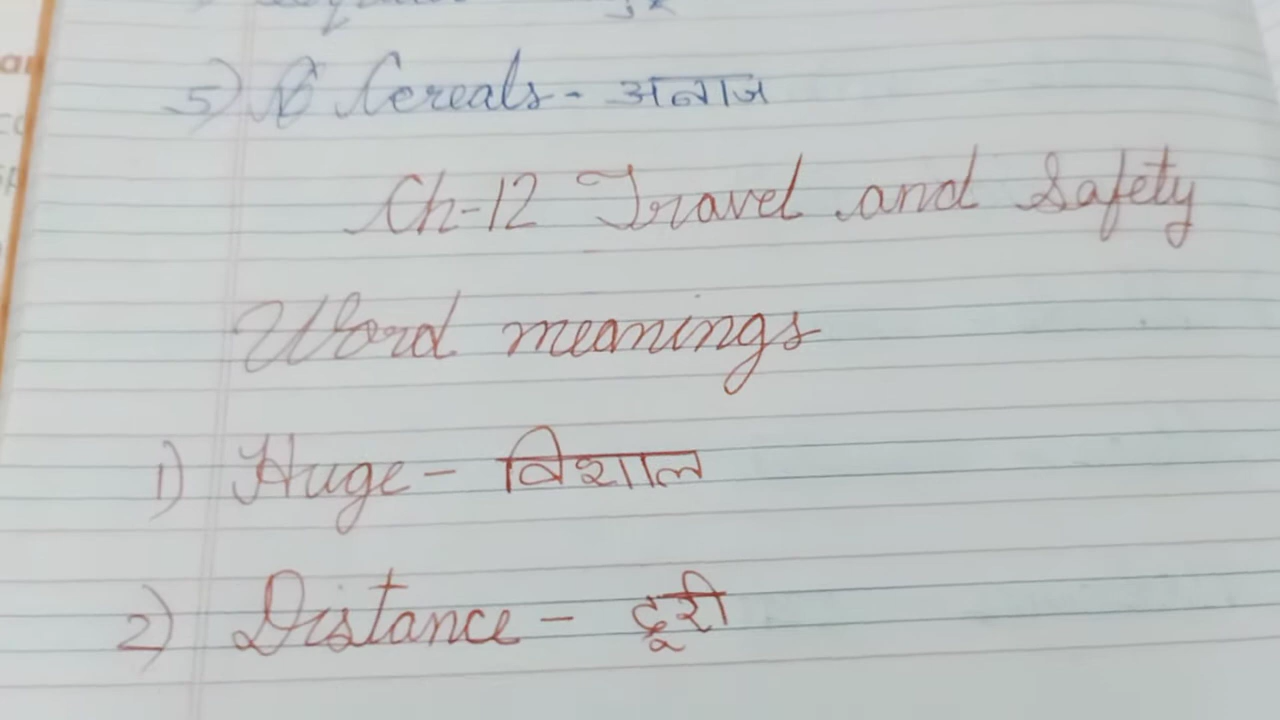 5) Cereals - अनाज
Ch-12 Travel and Safety
Word meanings
1) Huge - विशाल
2) Distance - दूरी